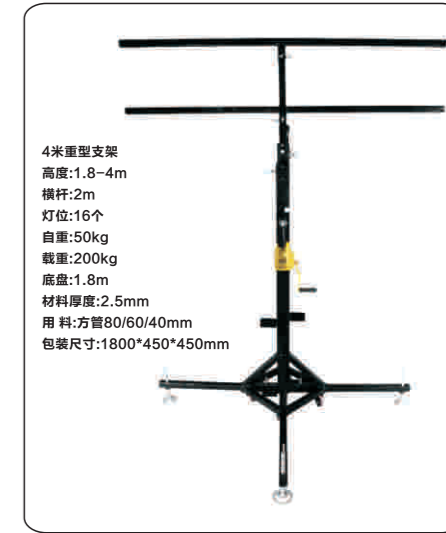 4米重型支架
高度:1.8-4m
横杆:2m
灯位:16个
自重:50kg
载重:200kg
底盘:1.8m
材料厚度:2.5mm
用 料:方管80/60/40mm
包装尺寸:1800*450*450mm